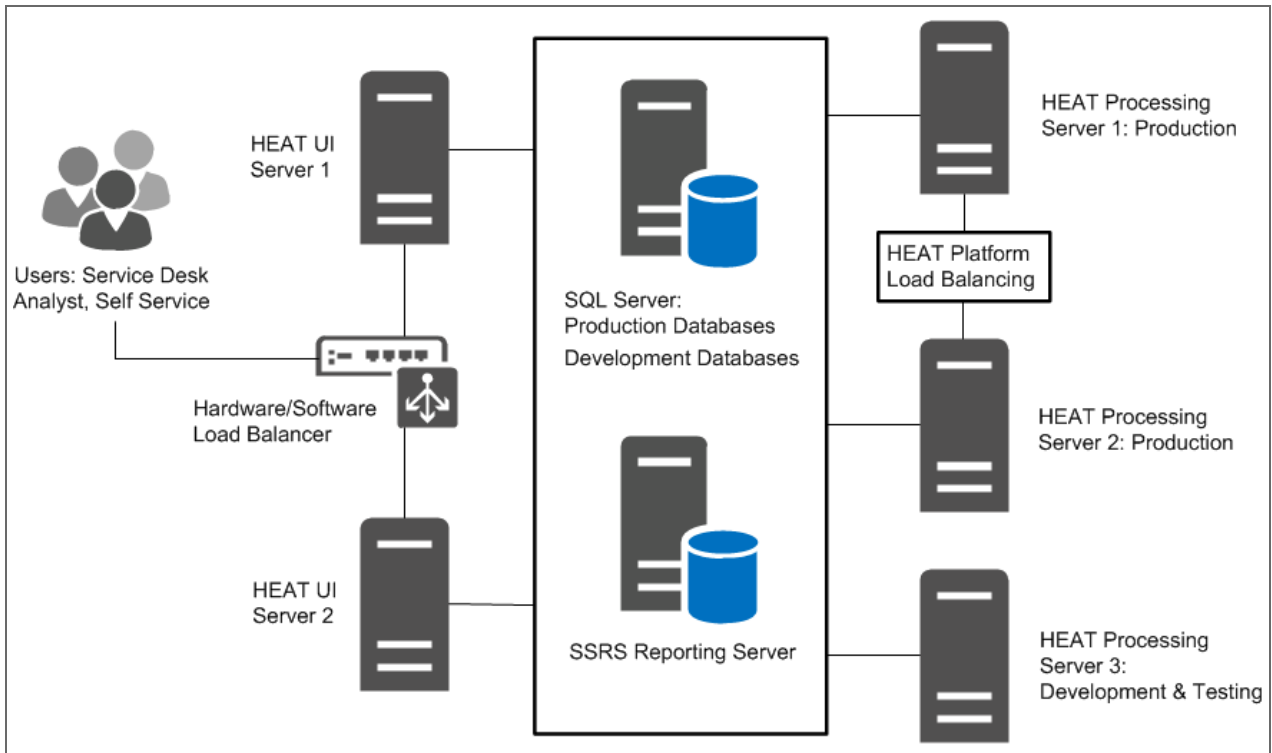 Users: Service Desk
Analyst, Self Service
HEAT UI
Server 1
Hardware/Software
Load Balancer
HEAT UI
Server 2
SQL Server:
Production Databases
Development Databases
SSRS Reporting Server
HEAT Processing
Server 1: Production
HEAT Platform
Load Balancing
HEAT Processing
Server 2: Production
HEAT Processing
Server 3:
Development & Testing